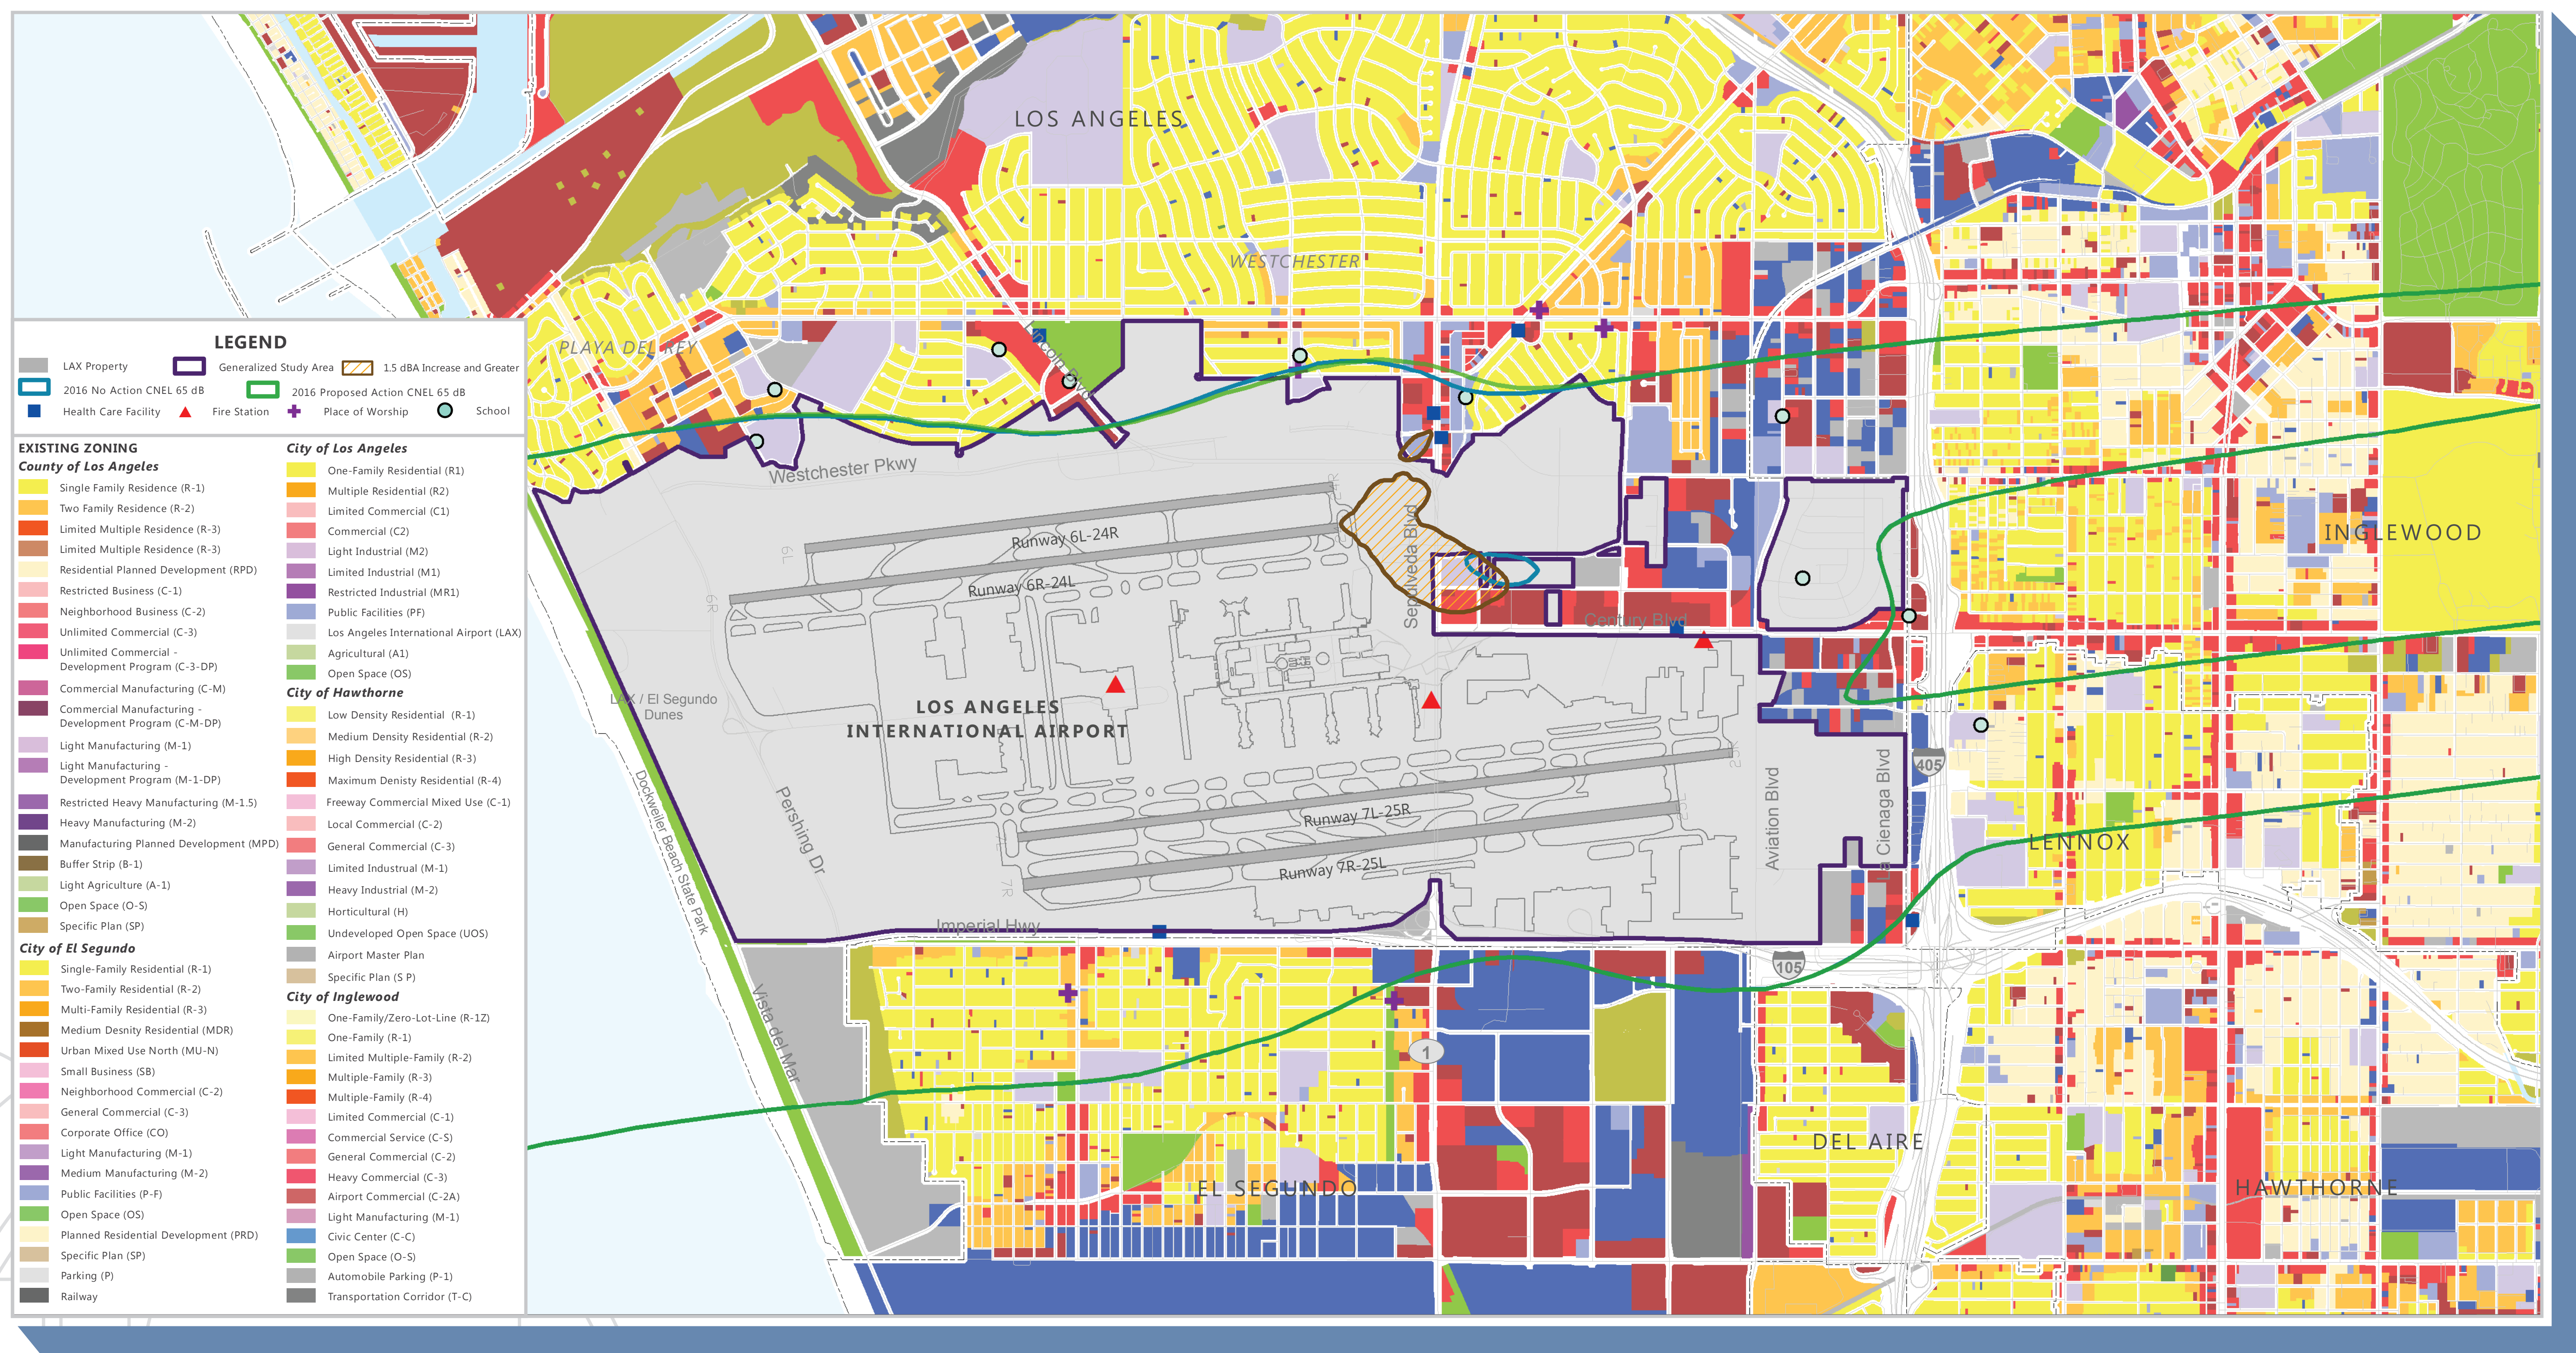 LOS ANGELES
WESTCHESTER
PLAYA DEL REY
Lincoln Blvd
LEGEND
LAX Property
Generalized Study Area
1.5 dBA Increase and Greater
2016 No Action CNEL 65 dB
2016 Proposed Action CNEL 65 dB
Health Care Facility
Fire Station
Place of Worship
School
EXISTING ZONING
County of Los Angeles
Single Family Residence (R-1)
Two Family Residence (R-2)
Limited Multiple Residence (R-3)
Limited Multiple Residence (R-3)
Residential Planned Development (RPD)
Restricted Business (C-1)
Neighborhood Business (C-2)
Unlimited Commercial (C-3)
Unlimited Commercial -
Development Program (C-3-DP)
Commercial Manufacturing (C-M)
Commercial Manufacturing -
Development Program (C-M-DP)
Light Manufacturing (M-1)
Light Manufacturing -
Development Program (M-1-DP)
Restricted Heavy Manufacturing (M-1.5)
Heavy Manufacturing (M-2)
Manufacturing Planned Development (MPD)
Buffer Strip (B-1)
Light Agriculture (A-1)
Open Space (O-S)
Specific Plan (SP)
City of El Segundo
Single-Family Residential (R-1)
Two-Family Residential (R-2)
Multi-Family Residential (R-3)
Medium Desnity Residential (MDR)
Urban Mixed Use North (MU-N)
Small Business (SB)
Neighborhood Commercial (C-2)
General Commercial (C-3)
Corporate Office (CO)
Light Manufacturing (M-1)
Medium Manufacturing (M-2)
Public Facilities (P-F)
Open Space (OS)
Planned Residential Development (PRD)
Specific Plan (SP)
Parking (P)
Railway
City of Los Angeles
One-Family Residential (R1)
Multiple Residential (R2)
Limited Commercial (C1)
Commercial (C2)
Light Industrial (M2)
Limited Industrial (M1)
Restricted Industrial (MR1)
Public Facilities (PF)
Los Angeles International Airport (LAX)
Agricultural (A1)
Open Space (OS)
City of Hawthorne
Low Density Residential (R-1)
Medium Density Residential (R-2)
High Density Residential (R-3)
Maximum Denisty Residential (R-4)
Freeway Commercial Mixed Use (C-1)
Local Commercial (C-2)
General Commercial (C-3)
Limited Industrual (M-1)
Heavy Industrial (M-2)
Horticultural (H)
Undeveloped Open Space (UOS)
Airport Master Plan
Specific Plan (S P)
City of Inglewood
One-Family/Zero-Lot-Line (R-1Z)
One-Family (R-1)
Limited Multiple-Family (R-2)
Multiple-Family (R-3)
Multiple-Family (R-4)
Limited Commercial (C-1)
Commercial Service (C-S)
General Commercial (C-2)
Heavy Commercial (C-3)
Airport Commercial (C-2A)
Light Manufacturing (M-1)
Civic Center (C-C)
Open Space (O-S)
Automobile Parking (P-1)
Transportation Corridor (T-C)
Westchester Pkwy
Runway 6L-24R
6L
Runway 6R-24L
6R
Sepulveda Blvd
Century Blvd
INGLEWOOD
LAX / El Segundo
Dunes
LOS ANGELES
INTERNATIONAL AIRPORT
Dockweiler Beach State Park
Pershing Dr
Runway 7L-25R
Runway 7R-25L
7R
Aviation Blvd
La Cienaga Blvd
405
LENNOX
Imperial Hwy
105
Vista del Mar
1
DEL AIRE
EL SEGUNDO
HAWTHORNE